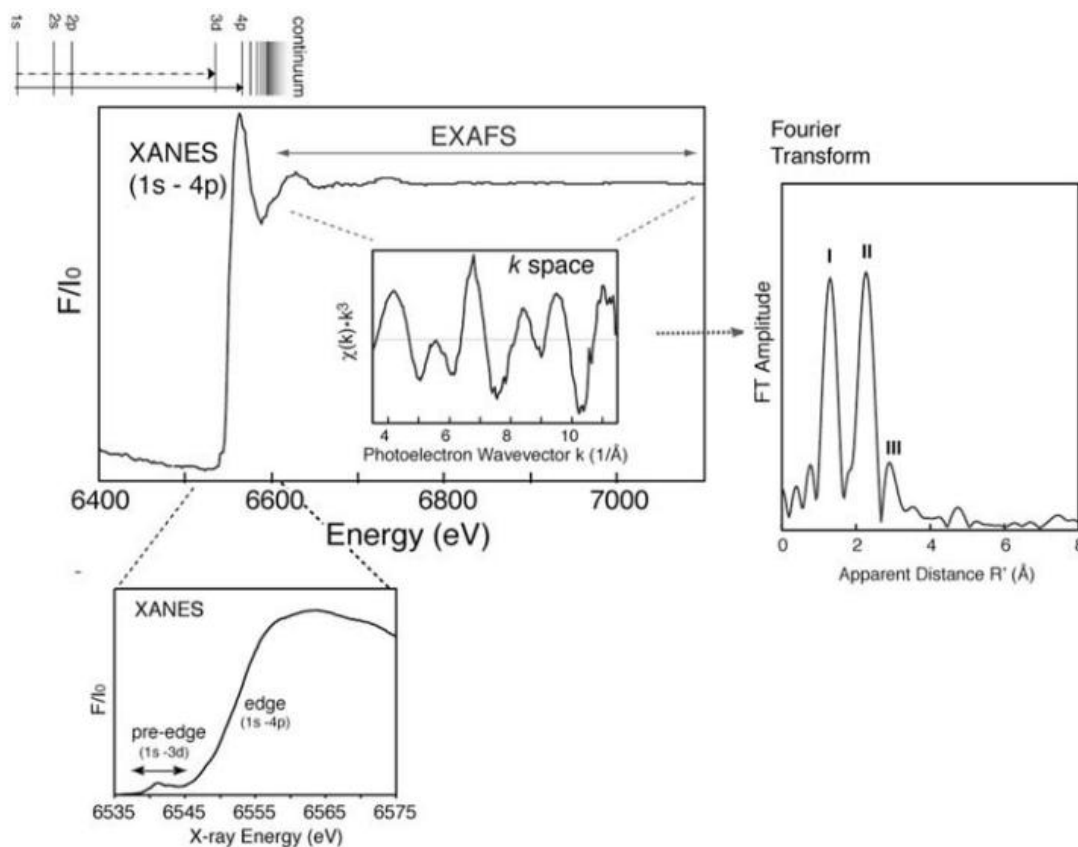 1s
2s
2p
3d
4p
continuum
XANES
(1s - 4p)
EXAFS
F/I0
k space
χ(k)·k³
4 6 8 10
Photoelectron Wavevector k (1/Å)
6400 6600 6800 7000
Energy (eV)
Fourier
Transform
I II
III
FT Amplitude
0 2 4 6 8
Apparent Distance R' (Å)
XANES
F/I0
edge
(1s -4p)
pre-edge
(1s -3d)
6535 6545 6555 6565 6575
X-ray Energy (eV)